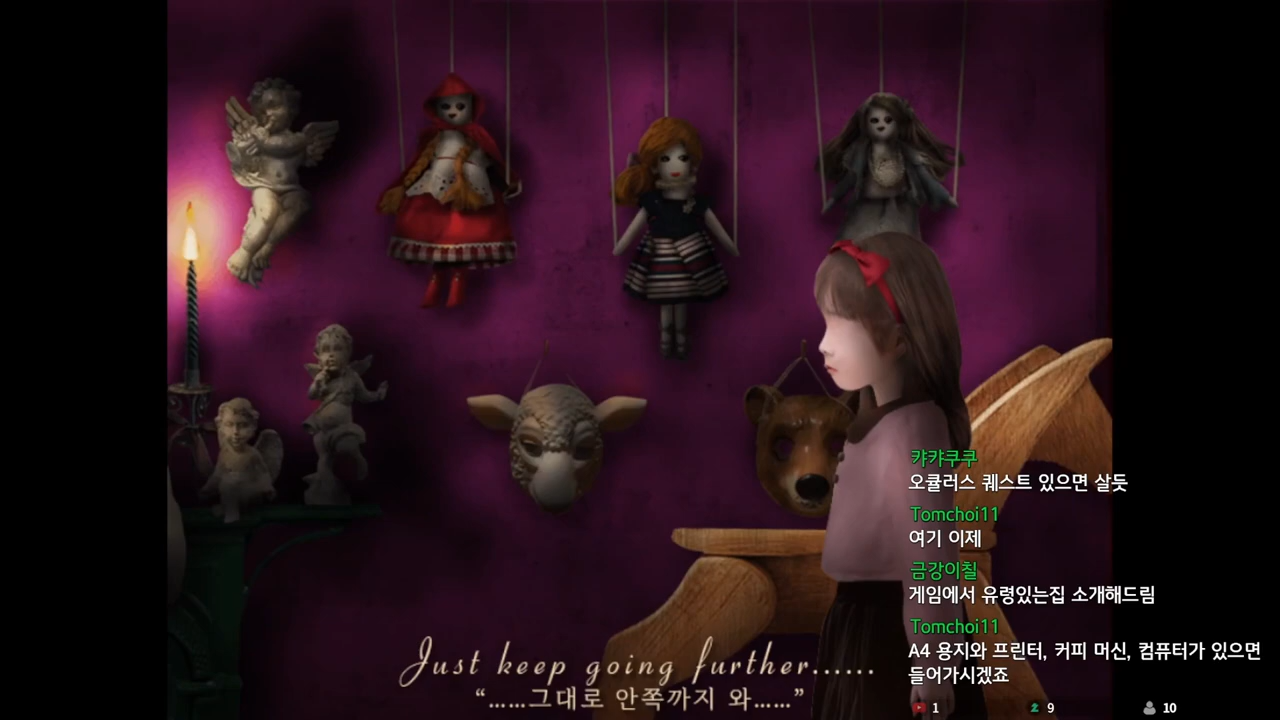 캬캬쿠쿠
오큘러스 퀘스트 있으면 살듯
Tomchoi11
여기 이제
금강이칠
게임에서 유령있는집 소개해드림
Tomchoi11
A4 용지와 프린터, 커피 머신, 컴퓨터가 있으면
들어가시겠죠
Just keep going further......
“......그대로 안쪽까지 와......”
1 9 10